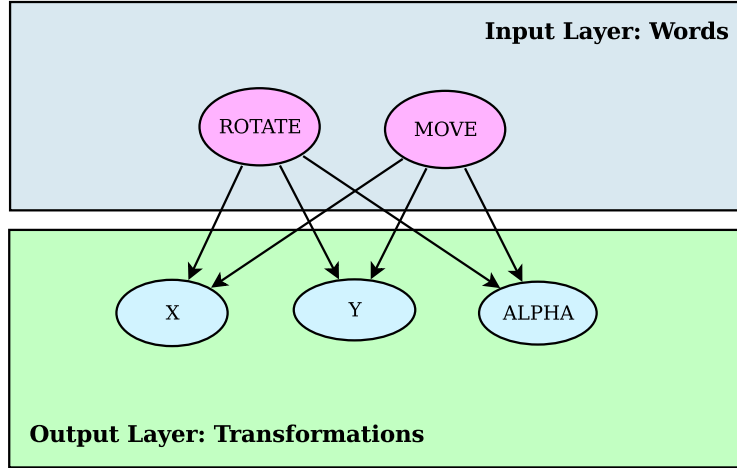 Input Layer: Words
ROTATE
MOVE
X
Y
ALPHA
Output Layer: Transformations